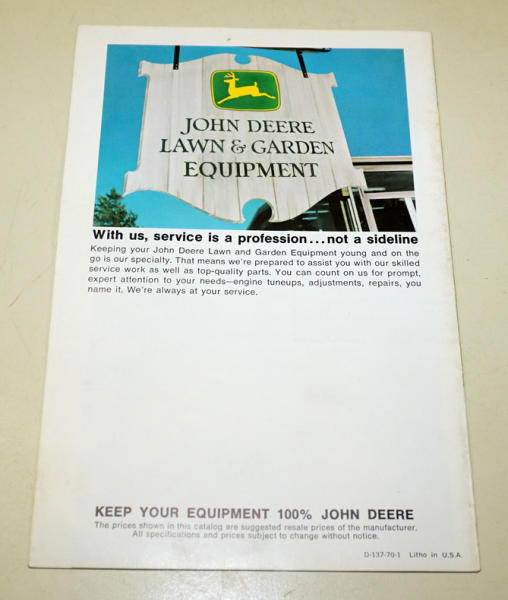 JOHN DEERE
LAWN & GARDEN
EQUIPMENT
With us, service is a profession...not a sideline
Keeping your John Deere Lawn and Garden Equipment young and on the
go is our specialty. That means we're prepared to assist you with our skilled
service work as well as top-quality parts. You can count on us for prompt,
expert attention to your needs—engine tuneups, adjustments, repairs, you
name it. We're always at your service.
KEEP YOUR EQUIPMENT 100% JOHN DEERE
The prices shown in this catalog are suggested resale prices of the manufacturer.
All specifications and prices subject to change without notice.
D-137-70-1 Litho in U.S.A.